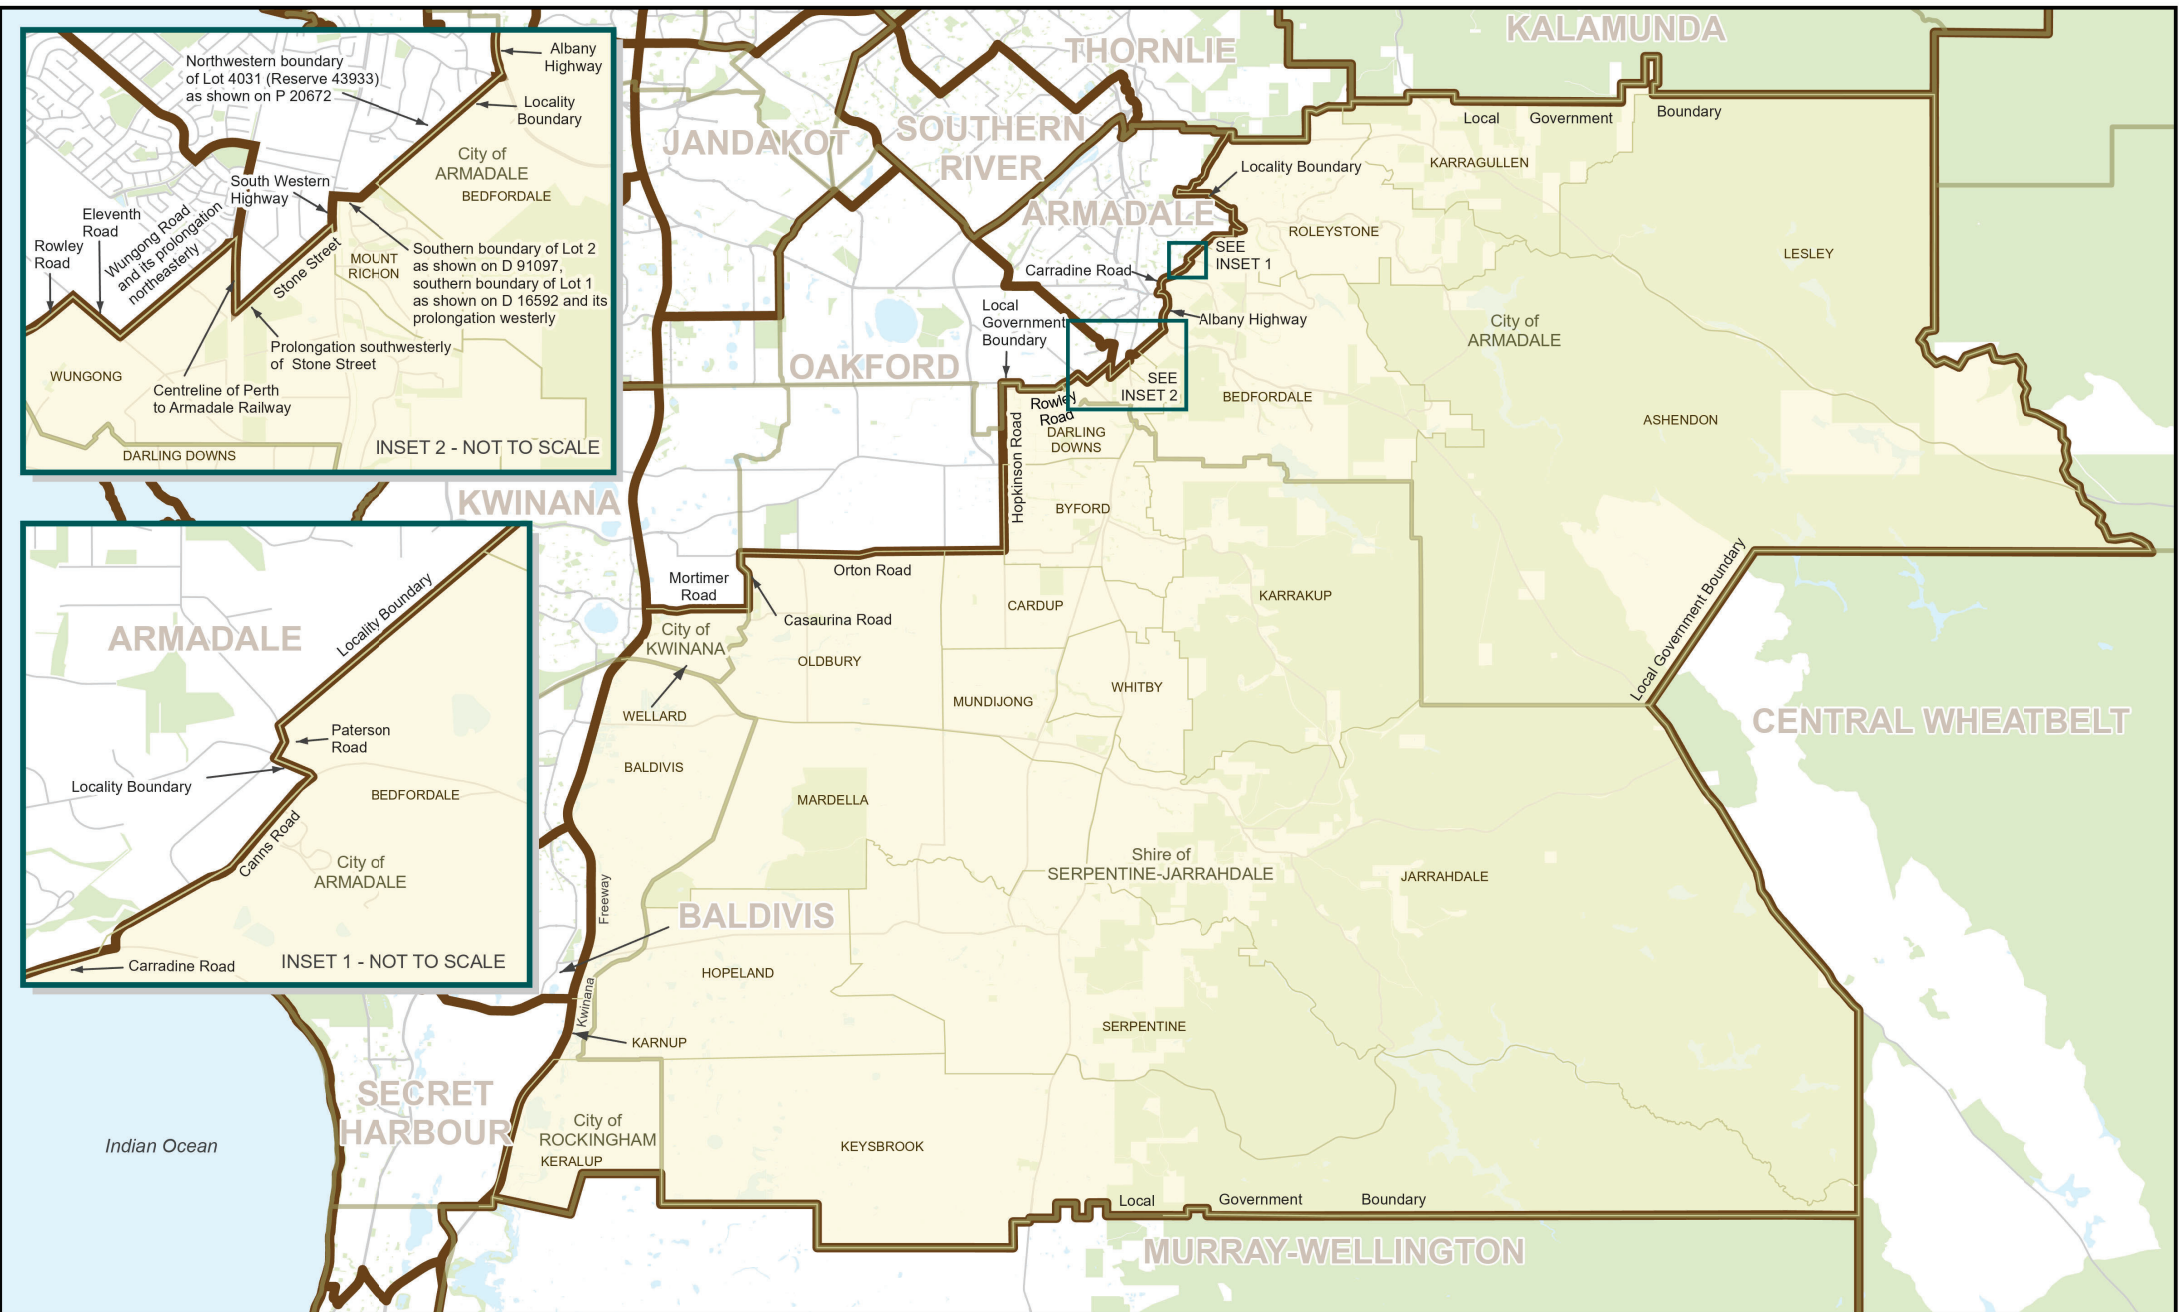 KALAMUNDA
THORNLIE
Albany
Highway
Northwestern boundary
of Lot 4031 (Reserve 43933)
as shown on P 20672
Locality
Boundary
City of
ARMADALE
BEDFORDALE
South Western
Highway
Eleventh
Road
Rowley
Road
Wungong Road
and its prolongation
northeasterly
Stone Street
MOUNT
RICHON
Southern boundary of Lot 2
as shown on D 91097,
southern boundary of Lot 1
as shown on D 16592 and its
prolongation westerly
Prolongation southwesterly
of Stone Street
WUNGONG
Centreline of Perth
to Armadale Railway
INSET 2 - NOT TO SCALE
DARLING DOWNS
JANDAKOT
SOUTHERN
RIVER
Local Government Boundary
KARRAGULLEN
Locality Boundary
ARMADALE
ROLEYSTONE
SEE
INSET 1
LESLEY
Carradine Road
Local
Government
Boundary
Albany Highway
City of
ARMADALE
OAKFORD
SEE
INSET 2
Rowley
Road
BEDFORDALE
ASHENDON
DARLING
DOWNS
Hopkinson Road
KWINANA
BYFORD
Local Government Boundary
Orton Road
Mortimer
Road
KARRAKUP
CARDUP
Casaurina Road
City of
KWINANA
OLDBURY
WHITBY
MUNDIJONG
WELLARD
CENTRAL WHEATBELT
BALDIVIS
MARDELLA
Shire of
SERPENTINE-JARRAHDALE
JARRAHDALE
Freeway
BALDIVIS
HOPELAND
Kwinana
SERPENTINE
KARNUP
ARMADALE
Locality Boundary
Paterson
Road
Locality Boundary
BEDFORDALE
Canns Road
City of
ARMADALE
Carradine Road
INSET 1 - NOT TO SCALE
SECRET
HARBOUR
Indian Ocean
City of
ROCKINGHAM
KERALUP
KEYSBROOK
Local Government Boundary
MURRAY-WELLINGTON